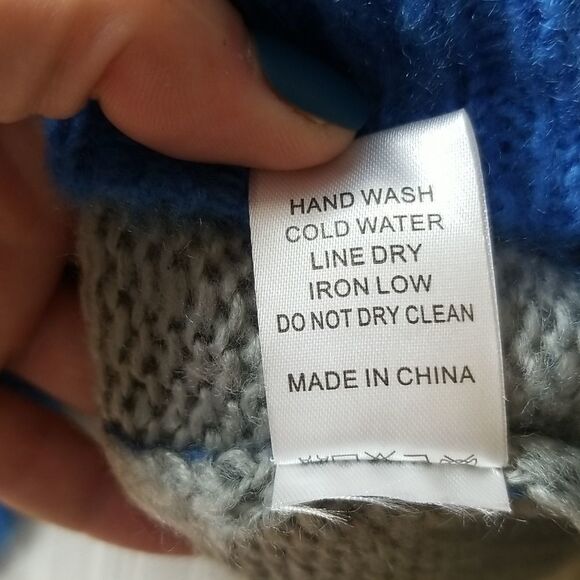 HAND WASH
COLD WATER
LINE DRY
IRON LOW
DO NOT DRY CLEAN
MADE IN CHINA